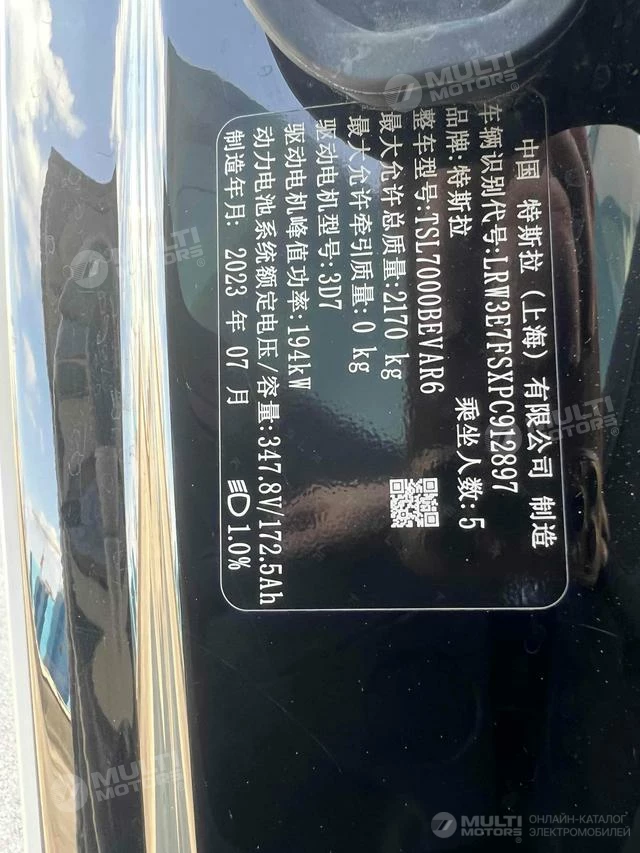 中国 特斯拉 (上海) 有限公司 制造
车辆识别代号:LRW3E7FSXPC912897
品牌:特斯拉 乘坐人数:5
整车型号:TSL7000BEVAR6
最大允许总质量:2170 kg
最大允许牵引质量:0 kg
驱动电机型号:3D7
驱动电机峰值功率:194kW
动力电池系统额定电压/容量:347.8V/172.5Ah
制造年月: 2023 年 07 月 1.0%
MULTI MOTORS®
MULTI MOTORS®
MULTI MOTORS®
MULTI MOTORS®
MULTI MOTORS® ОНЛАЙН-КАТАЛОГ ЭЛЕКТРОМОБИЛЕЙ